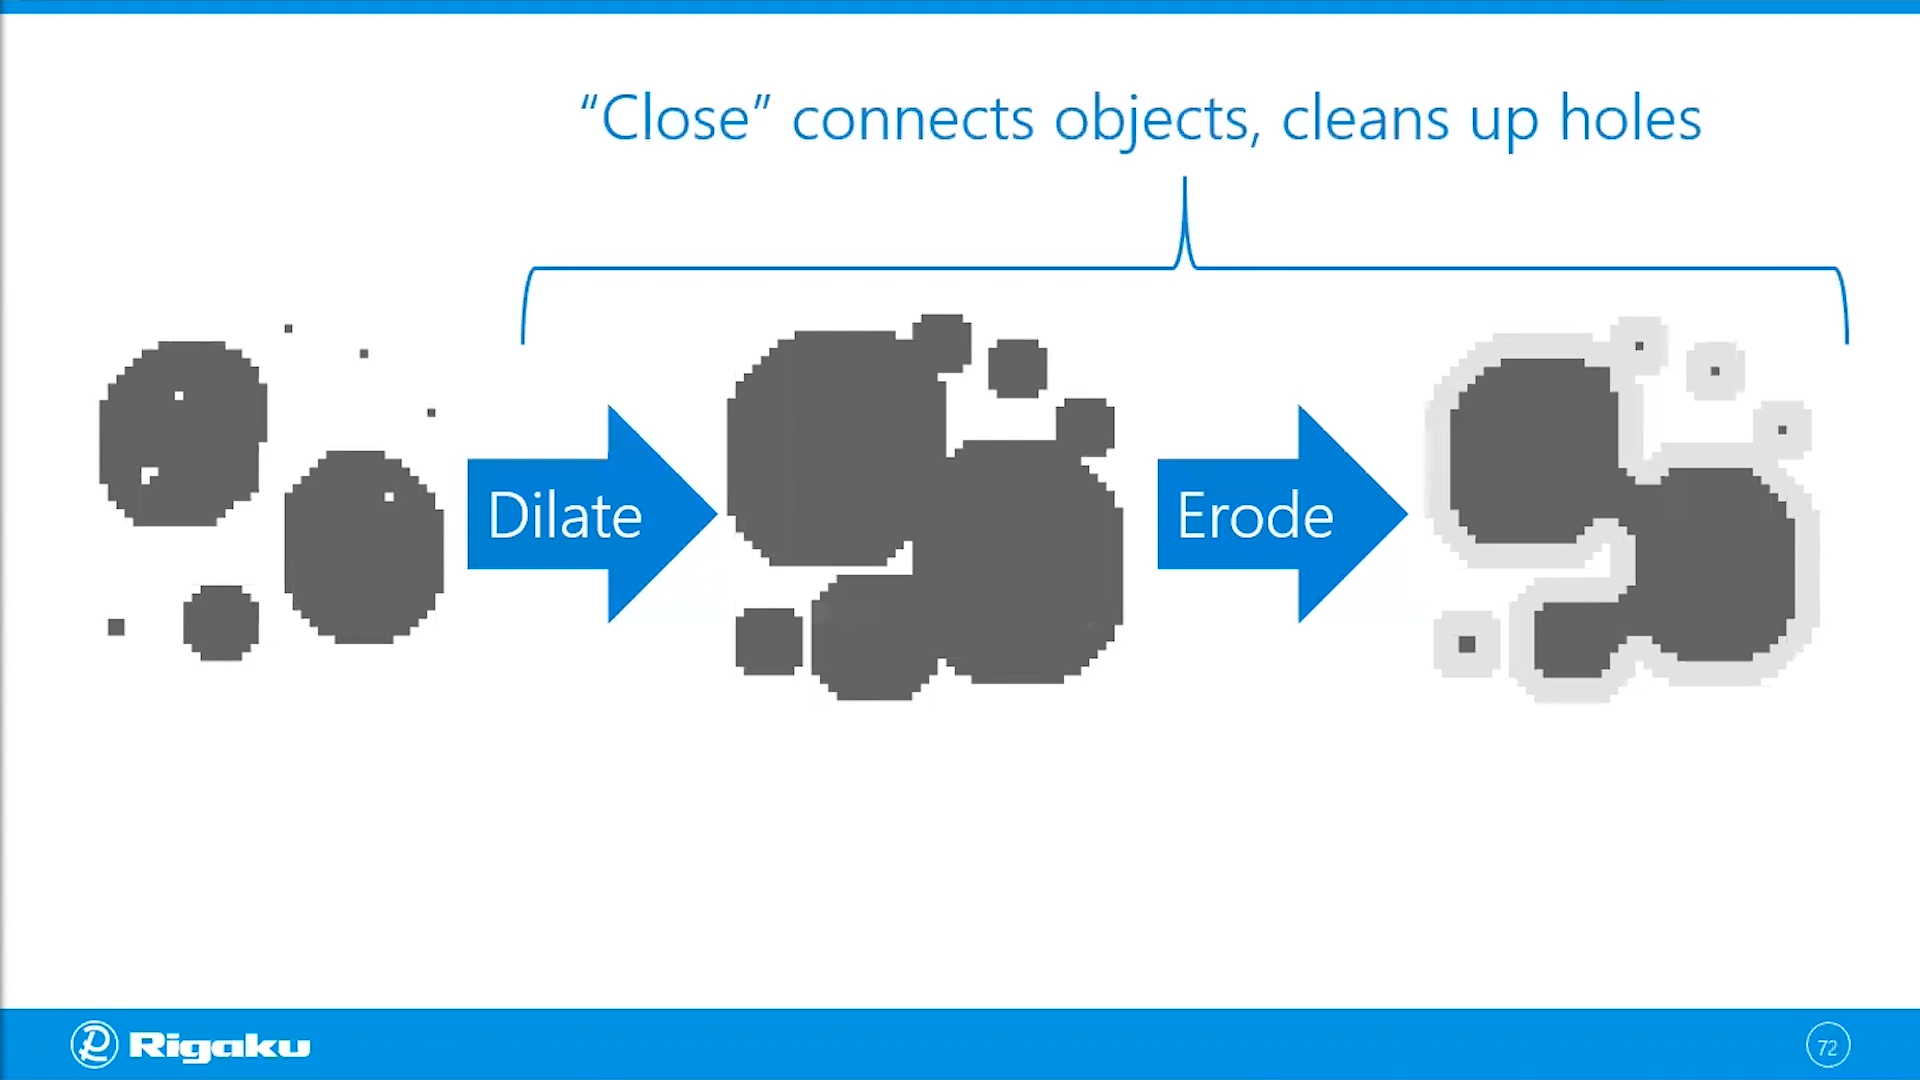 “Close” connects objects, cleans up holes
Dilate
Erode
Rigaku
72